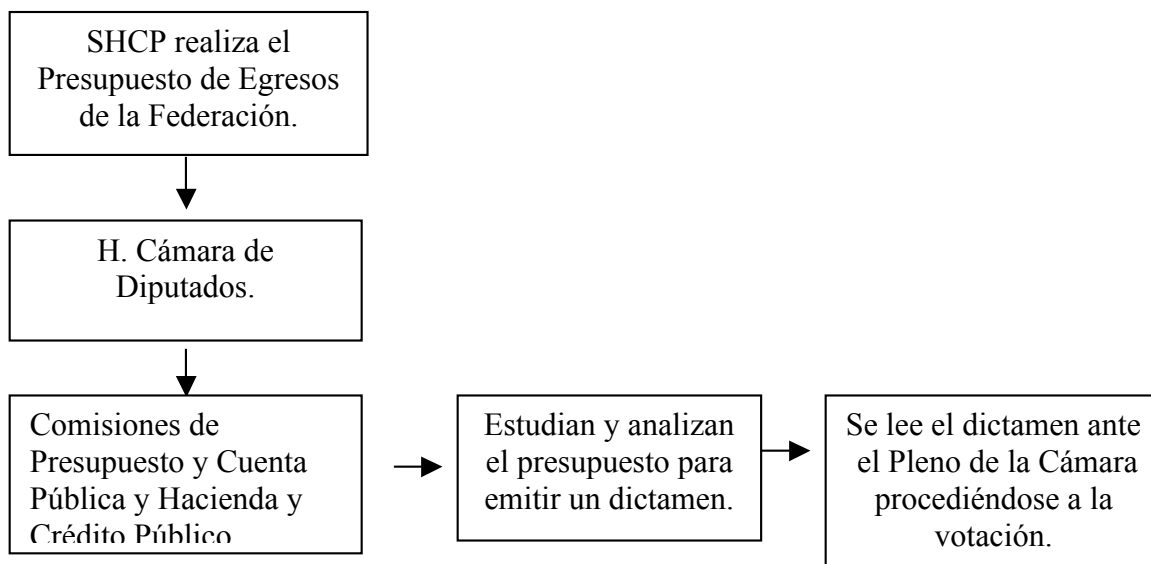 SHCP realiza el
Presupuesto de Egresos
de la Federación.
H. Cámara de
Diputados.
Comisiones de
Presupuesto y Cuenta
Pública y Hacienda y
Crédito Público
Estudian y analizan
el presupuesto para
emitir un dictamen.
Se lee el dictamen ante
el Pleno de la Cámara
procediéndose a la
votación.